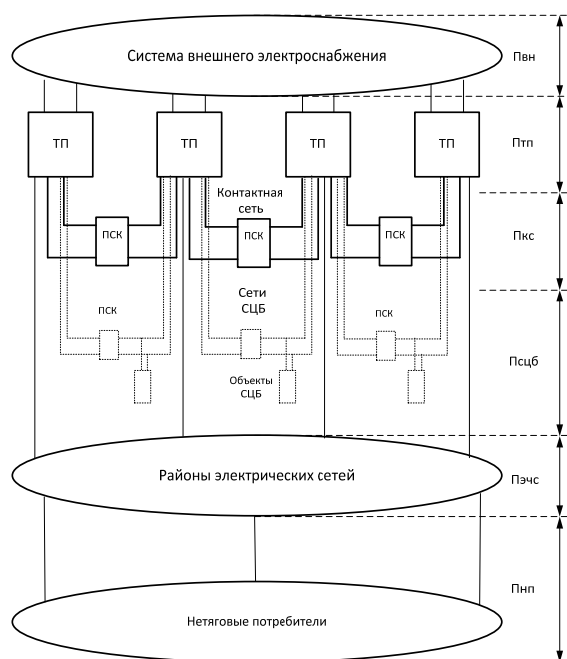 Система внешнего электроснабжения
Пвн
ТП
ТП
ТП
ТП
Птп
Контактная
сеть
ПСК
ПСК
ПСК
Пкс
Сети
СЦБ
ПСК
ПСК
Псцб
Объекты
СЦБ
Районы электрических сетей
Пэчс
Пнп
Нетяговые потребители